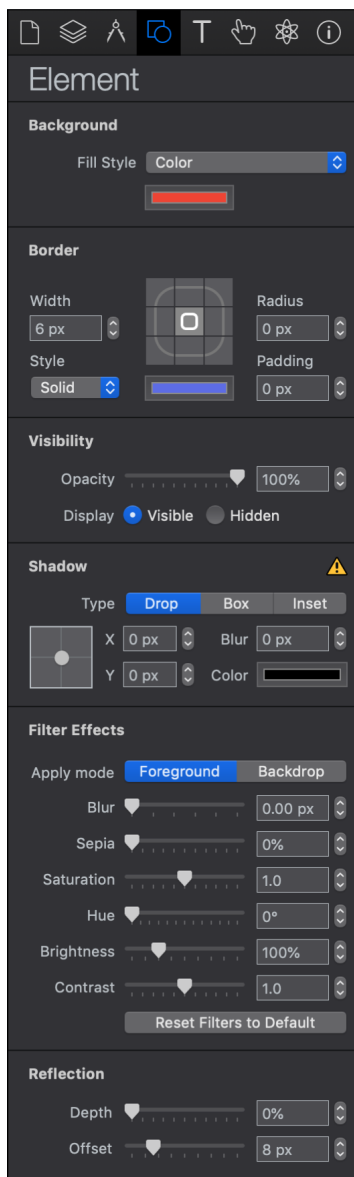 T
Element
Background
Fill Style Color
Border
Width Radius
6 px 0 px
Style Padding
Solid 0 px
Visibility
Opacity 100%
Display Visible Hidden
Shadow
Type Drop Box Inset
X 0 px Blur 0 px
Y 0 px Color
Filter Effects
Apply mode Foreground Backdrop
Blur 0.00 px
Sepia 0%
Saturation 1.0
Hue 0°
Brightness 100%
Contrast 1.0
Reset Filters to Default
Reflection
Depth 0%
Offset 8 px